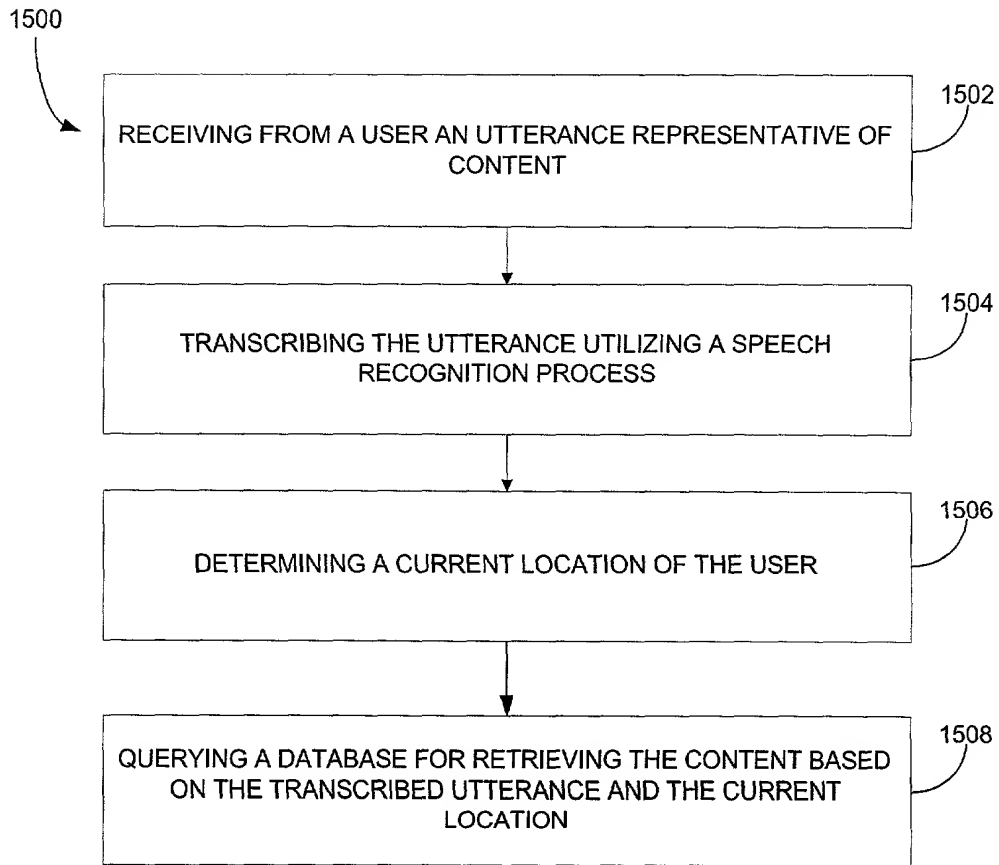 1500
1502
RECEIVING FROM A USER AN UTTERANCE REPRESENTATIVE OF
CONTENT
1504
TRANSCRIBING THE UTTERANCE UTILIZING A SPEECH
RECOGNITION PROCESS
1506
DETERMINING A CURRENT LOCATION OF THE USER
1508
QUERYING A DATABASE FOR RETRIEVING THE CONTENT BASED
ON THE TRANSCRIBED UTTERANCE AND THE CURRENT
LOCATION